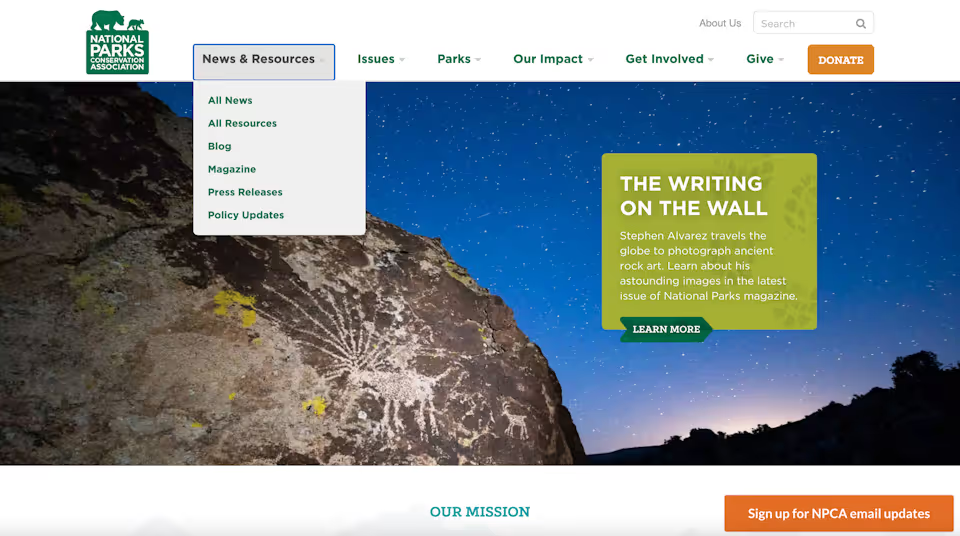 NATIONAL
PARKS
CONSERVATION
ASSOCIATION
About Us
Search
News & Resources
Issues
Parks
Our Impact
Get Involved
Give
DONATE
All News
All Resources
Blog
Magazine
Press Releases
Policy Updates
THE WRITING
ON THE WALL
Stephen Alvarez travels the
globe to photograph ancient
rock art. Learn about his
astounding images in the latest
issue of National Parks magazine.
LEARN MORE
OUR MISSION
Sign up for NPCA email updates